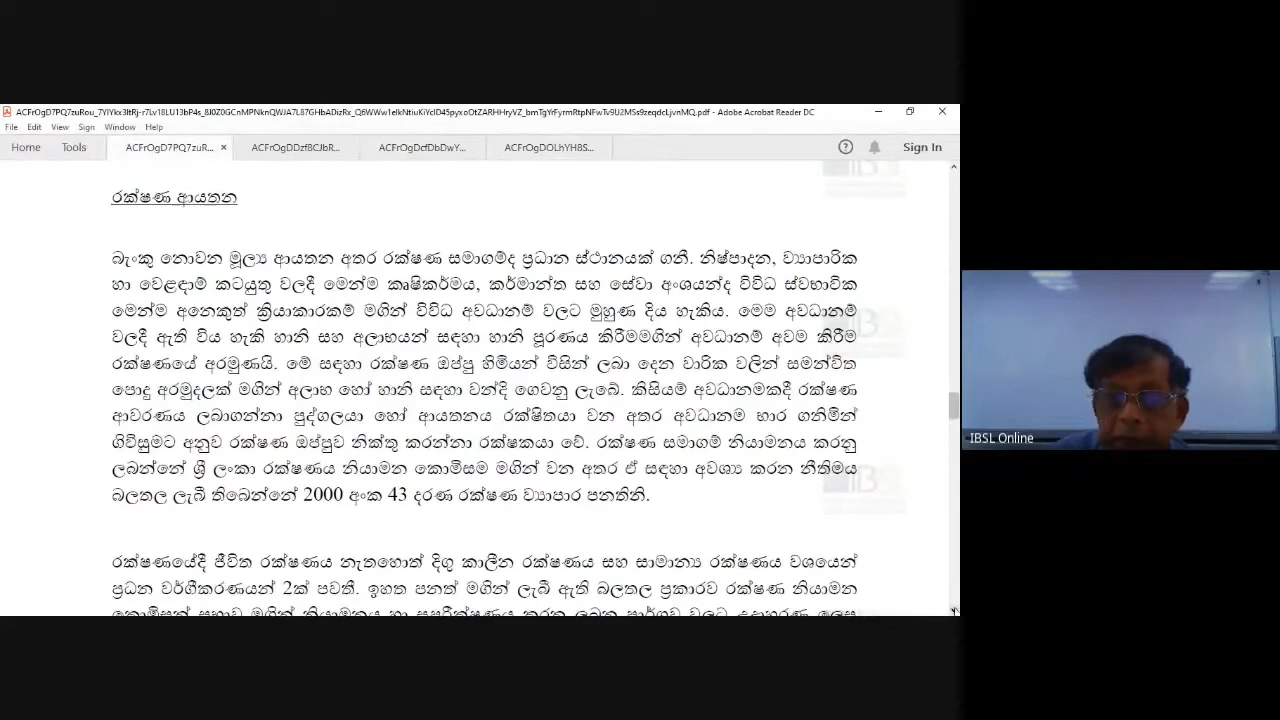 ACFrOgD7PQ7zuRou_7YlYkx3ltRj-r7Lv18LU13bP4s_8J0Z0GCnMPNknQWJA7L87GHbADizRx_Q6WWw1elkNtiuKiYclD45pyxoOtZARHHryVZ_bmTgYrFyrmRtpNFwTv9U2MSs9zeqdcLjvnMQ.pdf - Adobe Acrobat Reader DC
File Edit View Sign Window Help
Home Tools ACFrOgD7PQ7zuR... × ACFrOgDDzf8CJbR... ACFrOgDcfDbDwY... ACFrOgDOLhYH8S... Sign In
රක්ෂණ ආයතන
බැංකු නොවන මූල්‍ය ආයතන අතර රක්ෂණ සමාගම්ද ප්‍රධාන ස්ථානයක් ගනී. නිෂ්පාදන, ව්‍යාපාරික
හා වෙළඳාම් කටයුතු වලදී මෙන්ම කෘෂිකර්මය, කර්මාන්ත සහ සේවා අංශයන්ද විවිධ ස්වභාවික
මෙන්ම අනෙකුත් ක්‍රියාකාරකම් මගින් විවිධ අවධානම් වලට මුහුණ දිය හැකිය. මෙම අවධානම්
වලදී ඇති විය හැකි හානි සහ අලාභයන් සඳහා හානි පූරණය කිරීමමගින් අවධානම් අවම කිරීම
රක්ෂණයේ අරමුණයි. මේ සඳහා රක්ෂණ ඔප්පු හිමියන් විසින් ලබා දෙන වාරික වලින් සමන්විත
පොදු අරමුදලක් මගින් අලාභ හෝ හානි සඳහා වන්දි ගෙවනු ලැබේ. කිසියම් අවධානමකදී රක්ෂණ
ආවරණය ලබාගන්නා පුද්ගලයා හෝ ආයතනය රක්ෂිතයා වන අතර අවධානම භාර ගනිමින්
ගිවිසුමට අනුව රක්ෂණ ඔප්පුව නිකුතු කරන්නා රක්ෂකයා වේ. රක්ෂණ සමාගම් නියාමනය කරනු
ලබන්නේ ශ්‍රී ලංකා රක්ෂණය නියාමන කොමිසම මගින් වන අතර ඒ සඳහා අවශ්‍ය කරන නීතිමය
බලතල ලැබී තිබෙන්නේ 2000 අංක 43 දරණ රක්ෂණ ව්‍යාපාර පනතිනි.
රක්ෂණයේදී ජීවිත රක්ෂණය නැතහොත් දිගු කාලීන රක්ෂණය සහ සාමාන්‍ය රක්ෂණය වශයෙන්
ප්‍රධන වර්ගීකරණයන් 2ක් පවතී. ඉහත පනත් මගින් ලැබී ඇති බලතල ප්‍රකාරව රක්ෂණ නියාමන
IBSL Online